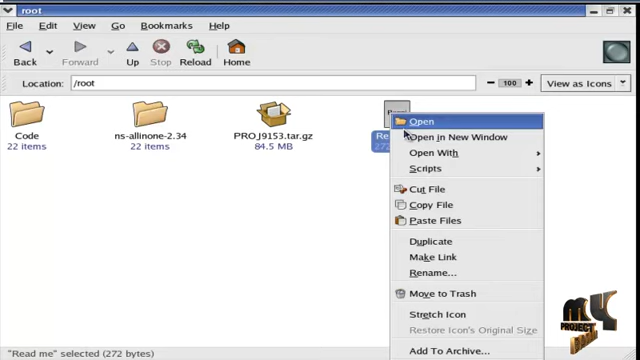 root
File Edit View Go Bookmarks Help
Back Forward Up Stop Reload Home
Location: /root 100 View as Icons
Code ns-allinone-2.34 PROJ9153.tar.gz
22 items 22 items 84.5 MB
Open
Open in New Window
Open With
Scripts
Cut File
Copy File
Paste Files
Duplicate
Make Link
Rename...
Move to Trash
Stretch Icon
Restore Icon's Original Size
Add To Archive...
MY
PROJECT
"Read me" selected (272 bytes)